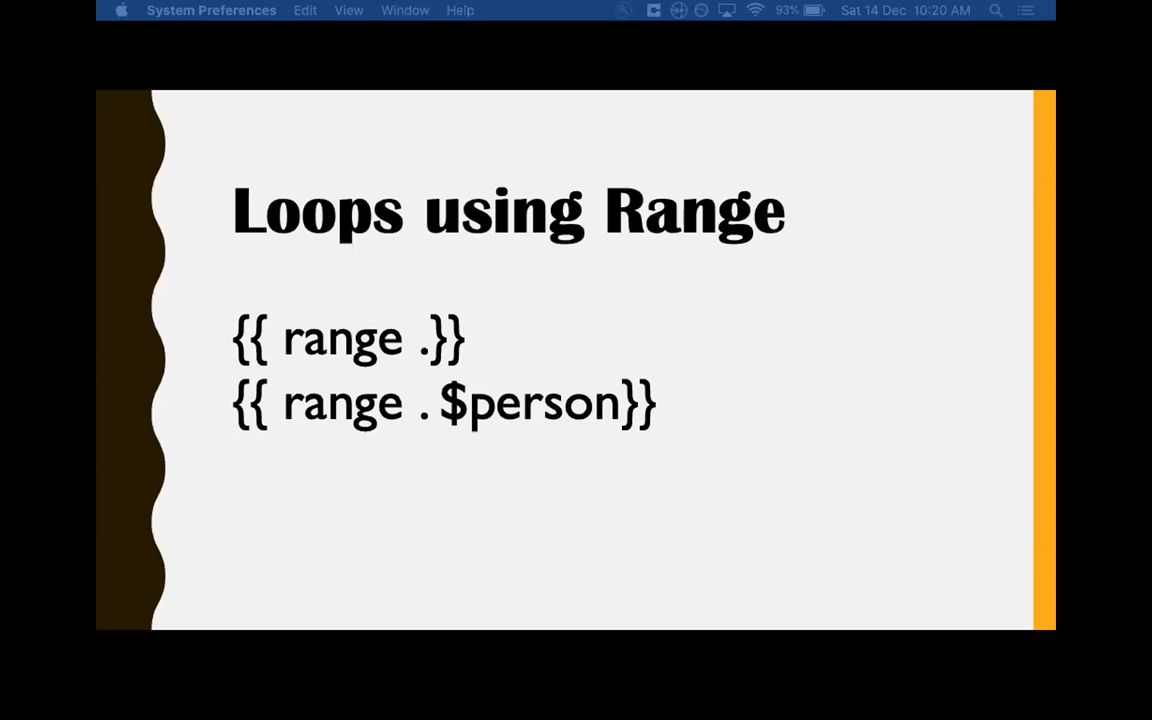 System Preferences Edit View Window Help 93% Sat 14 Dec 10:20 AM
Loops using Range
{{ range .}}
{{ range . $person}}